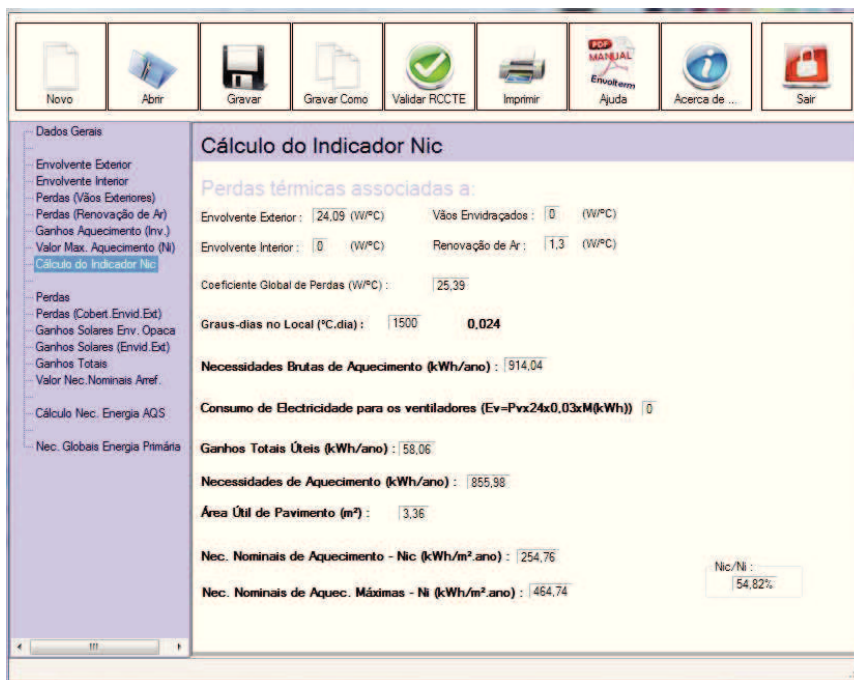 PDF
MANUAL
Envolterm
Novo
Abrir
Gravar
Gravar Como
Validar RCCTE
Imprimir
Ajuda
Acerca de ...
Sair
Dados Gerais
Envolvente Exterior
Envolvente Interior
Perdas (Vãos Exteriores)
Perdas (Renovação de Ar)
Ganhos Aquecimento (Inv.)
Valor Max. Aquecimento (Ni)
Cálculo do Indicador Nic
Perdas
Perdas (Cobert.Envid.Ext)
Ganhos Solares Env. Opaca
Ganhos Solares (Envid.Ext)
Ganhos Totais
Valor Nec.Nominais Arref.
Cálculo Nec. Energia AQS
Nec. Globais Energia Primária
Cálculo do Indicador Nic
Perdas térmicas associadas a:
Envolvente Exterior : 24,09 (W/ºC) Vãos Envidraçados : 0 (W/ºC)
Envolvente Interior : 0 (W/ºC) Renovação de Ar : 1,3 (W/ºC)
Coeficiente Global de Perdas (W/ºC) : 25,39
Graus-dias no Local (ºC.dia) : 1500 0,024
Necessidades Brutas de Aquecimento (kWh/ano) : 914,04
Consumo de Electricidade para os ventiladores (Ev=Pvx24x0,03xM(kWh)) 0
Ganhos Totais Úteis (kWh/ano) : 58,06
Necessidades de Aquecimento (kWh/ano) : 855,98
Área Útil de Pavimento (m²) : 3,36
Nec. Nominais de Aquecimento - Nic (kWh/m².ano) : 254,76
Nec. Nominais de Aquec. Máximas - Ni (kWh/m².ano) : 464,74
Nic/Ni :
54,82%